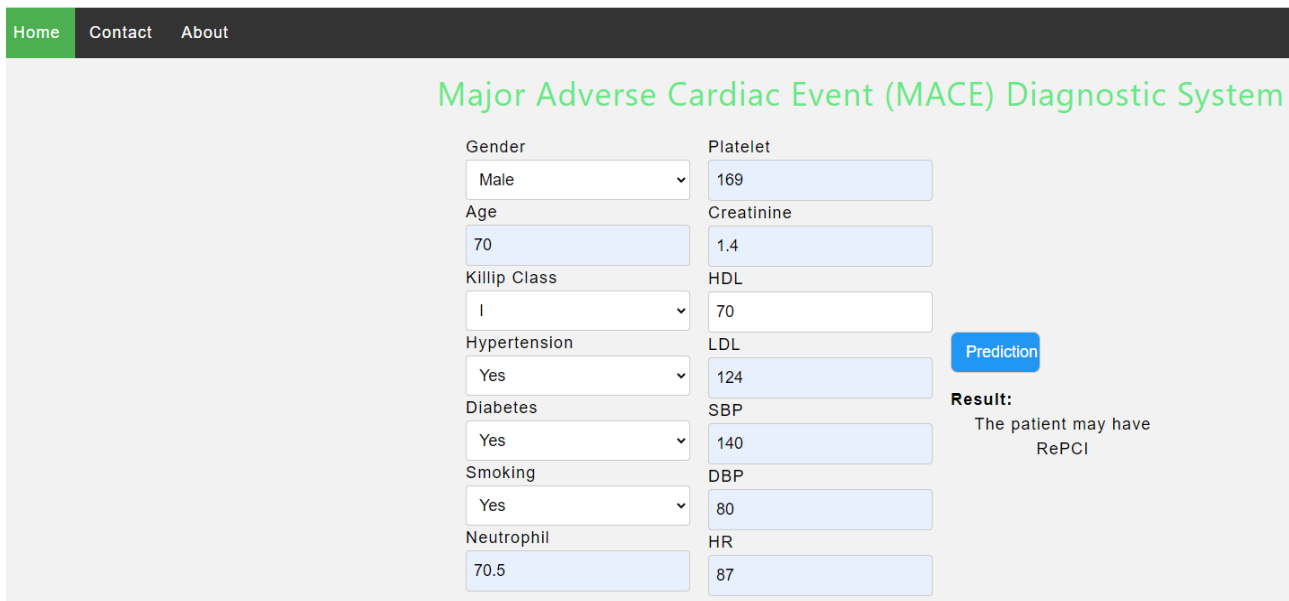 Home Contact About
Major Adverse Cardiac Event (MACE) Diagnostic System
Gender
Male
Age
70
Killip Class
I
Hypertension
Yes
Diabetes
Yes
Smoking
Yes
Neutrophil
70.5
Platelet
169
Creatinine
1.4
HDL
70
LDL
124
SBP
140
DBP
80
HR
87
Prediction
Result:
The patient may have
RePCI